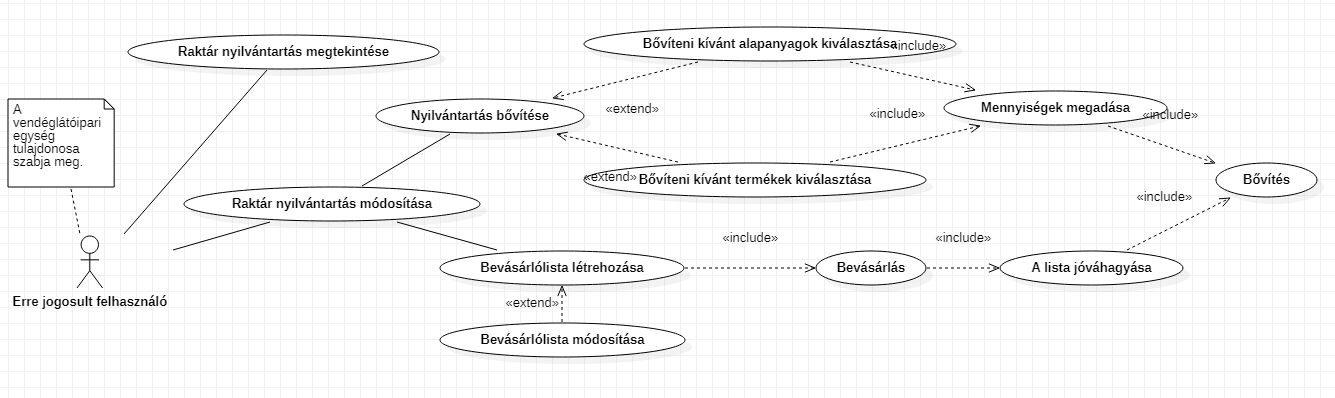 Raktár nyilvántartás megtekintése
Bővíteni kívánt alapanyagok kiválasztása
«include»
A
vendéglátóipari
egység
tulajdonosa
szabja meg.
Nyilvántartás bővítése
«extend»
«include»
Mennyiségek megadása
«include»
«extend»
Bővíteni kívánt termékek kiválasztása
Bővítés
«include»
Raktár nyilvántartás módosítása
«include»
«include»
Bevásárlólista létrehozása
Bevásárlás
A lista jóváhagyása
Erre jogosult felhasználó
«extend»
Bevásárlólista módosítása